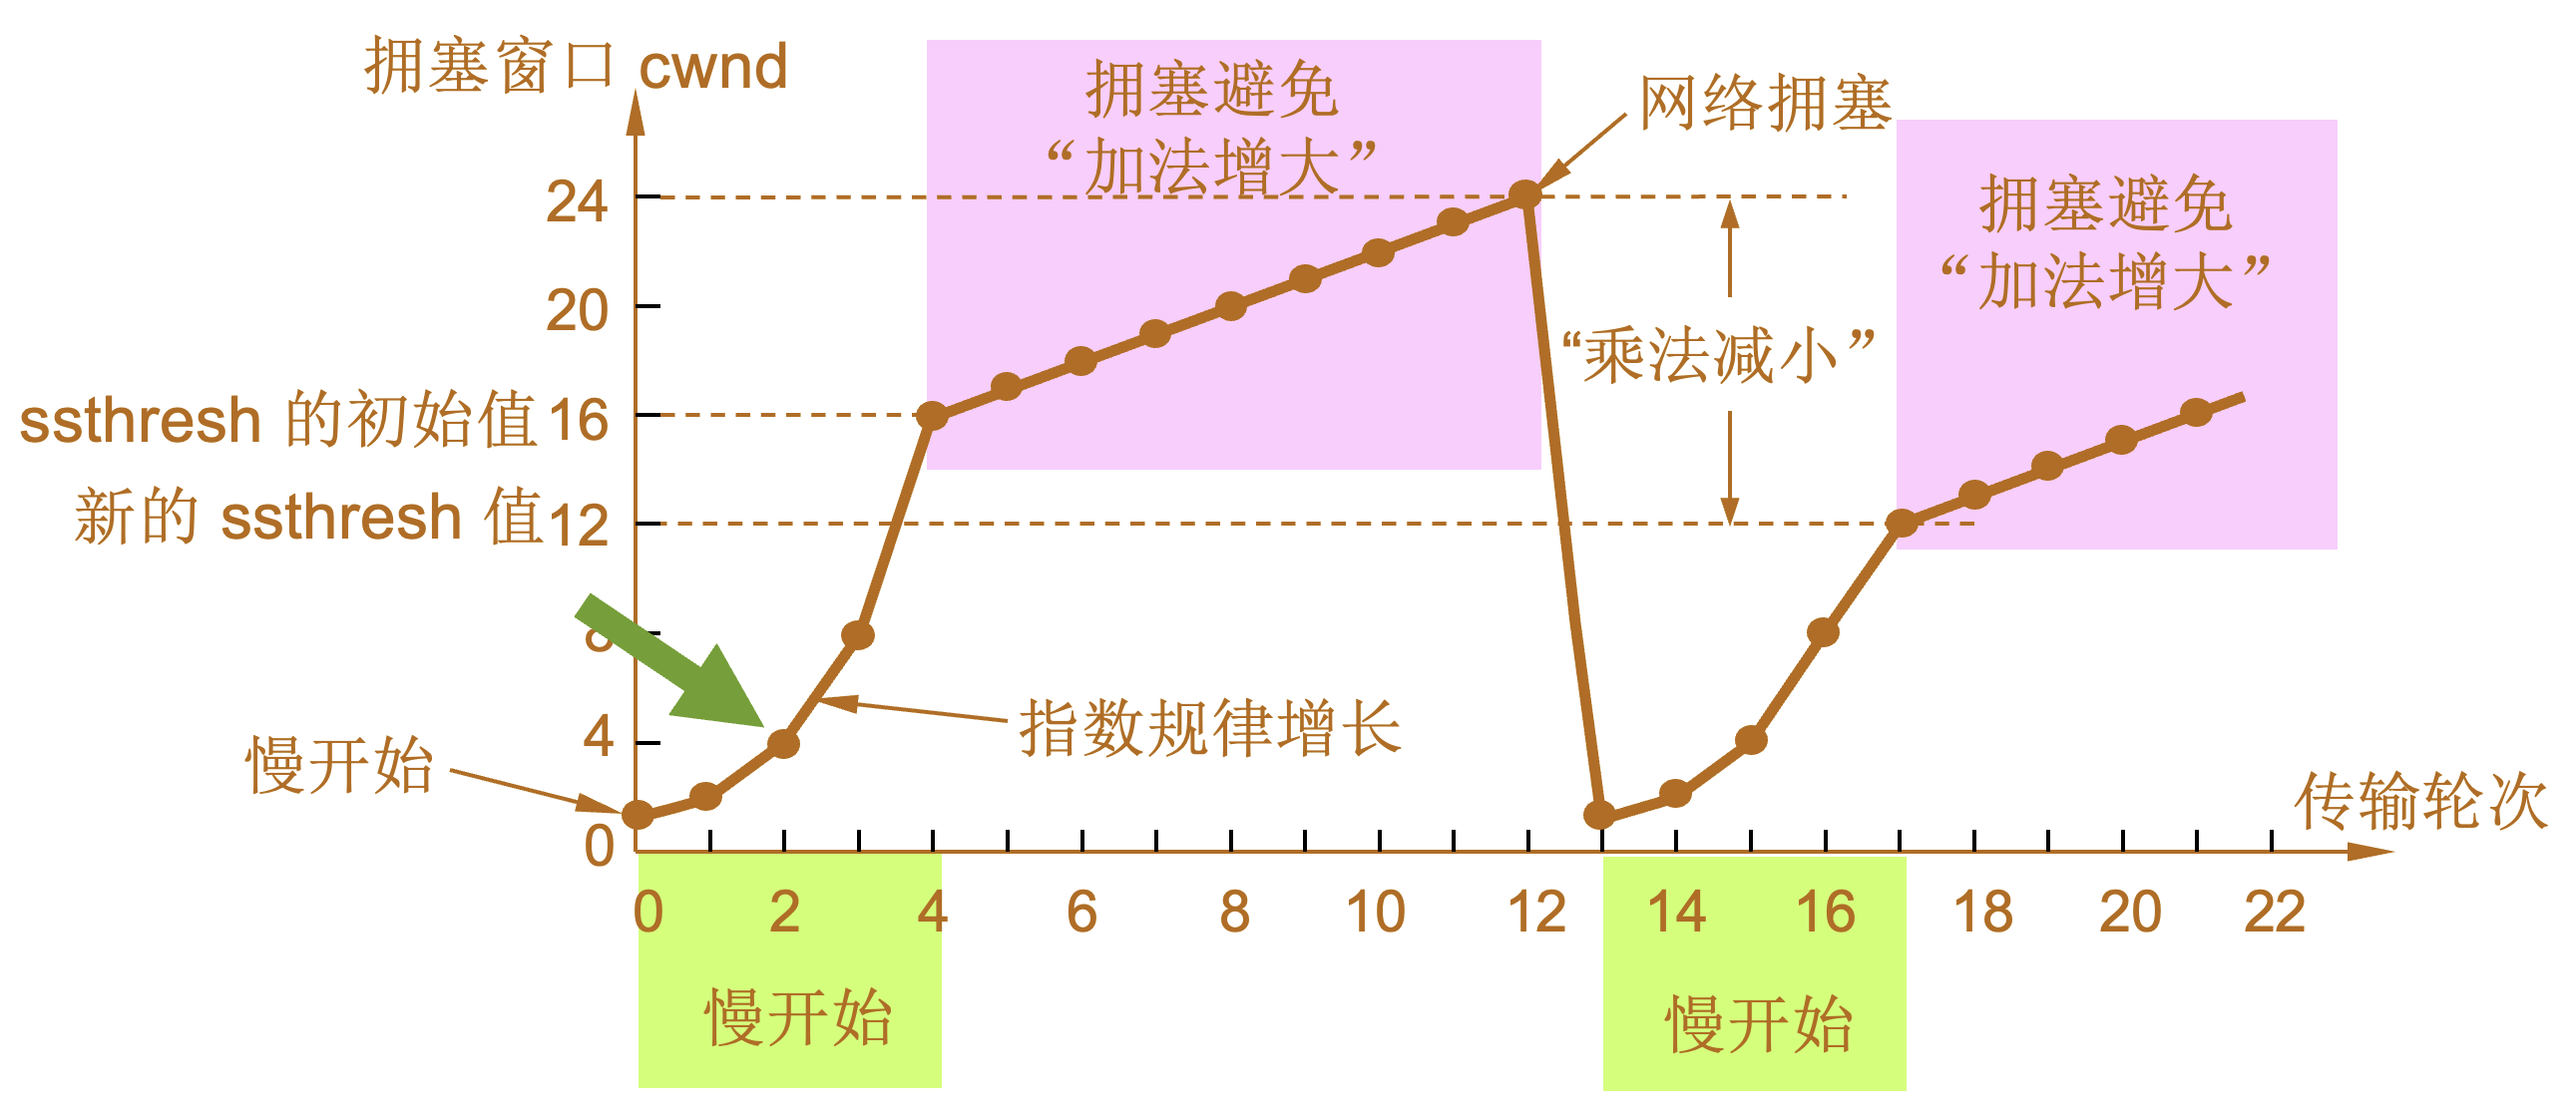 拥塞窗口 cwnd
拥塞避免
“加法增大”
网络拥塞
拥塞避免
“加法增大”
24
20
“乘法减小”
ssthresh 的初始值 16
新的 ssthresh 值 12
8
4
指数规律增长
慢开始
0
传输轮次
0 2 4 6 8 10 12 14 16 18 20 22
慢开始
慢开始